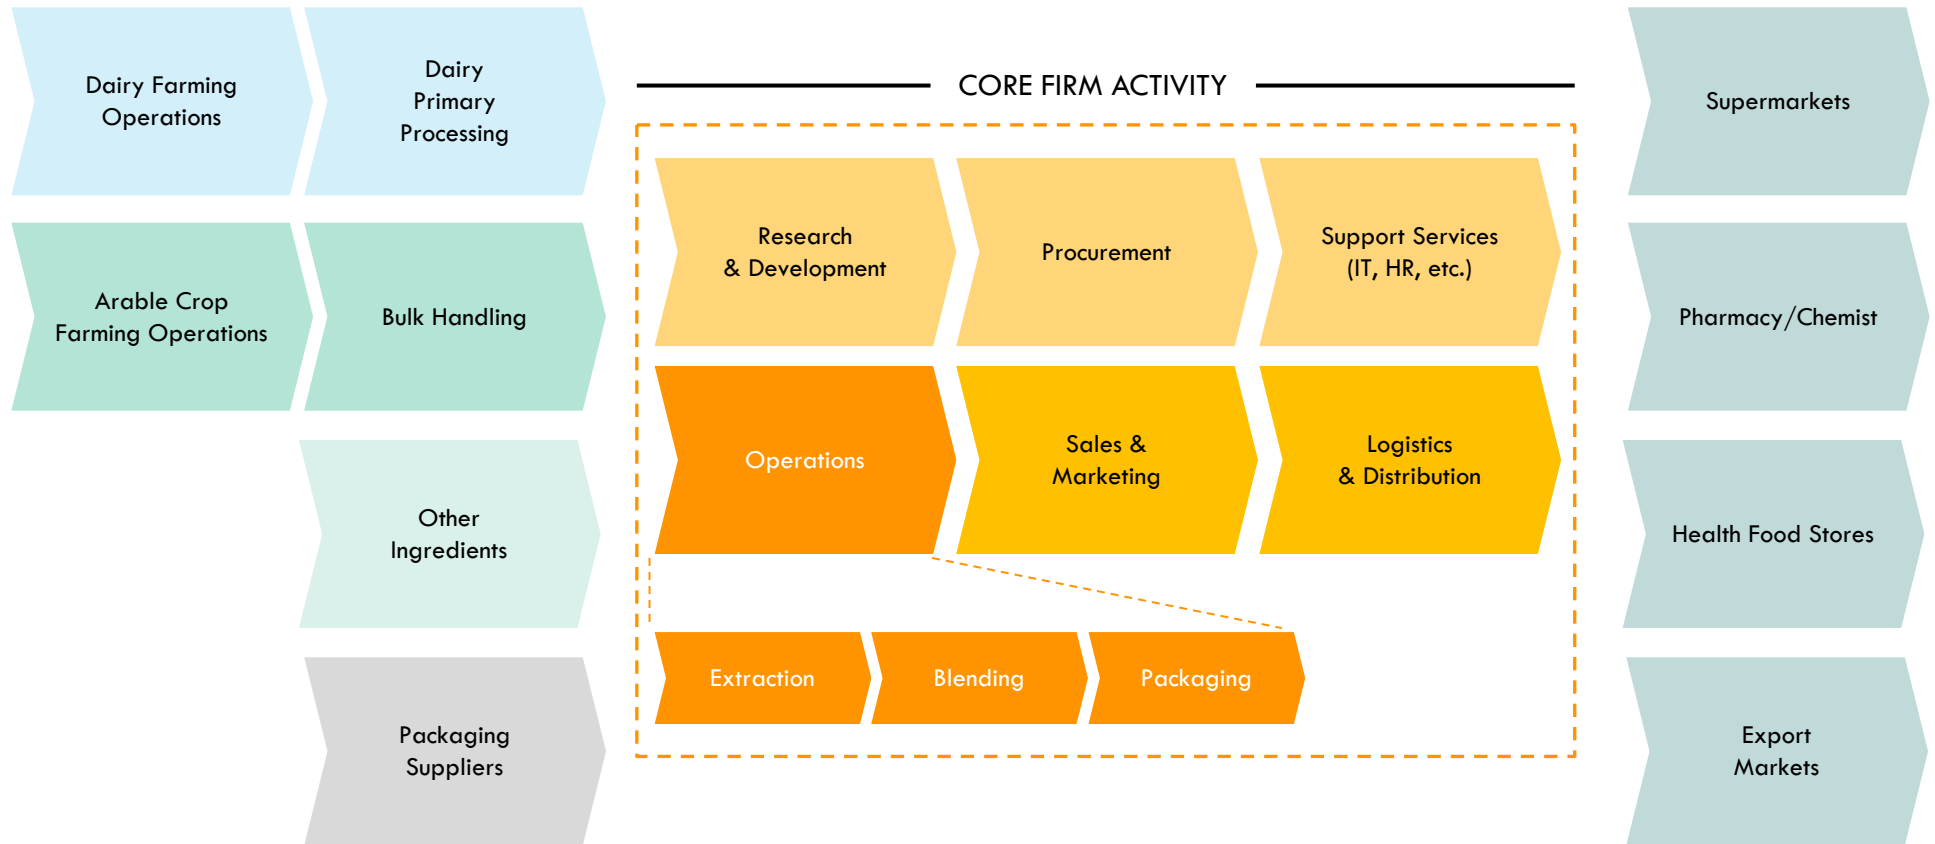 Dairy Farming
Operations
Dairy
Primary
Processing
CORE FIRM ACTIVITY
Supermarkets
Arable Crop
Farming Operations
Bulk Handling
Research
& Development
Procurement
Support Services
(IT, HR, etc.)
Pharmacy/Chemist
Other
Ingredients
Operations
Sales &
Marketing
Logistics
& Distribution
Health Food Stores
Packaging
Suppliers
Extraction
Blending
Packaging
Export
Markets